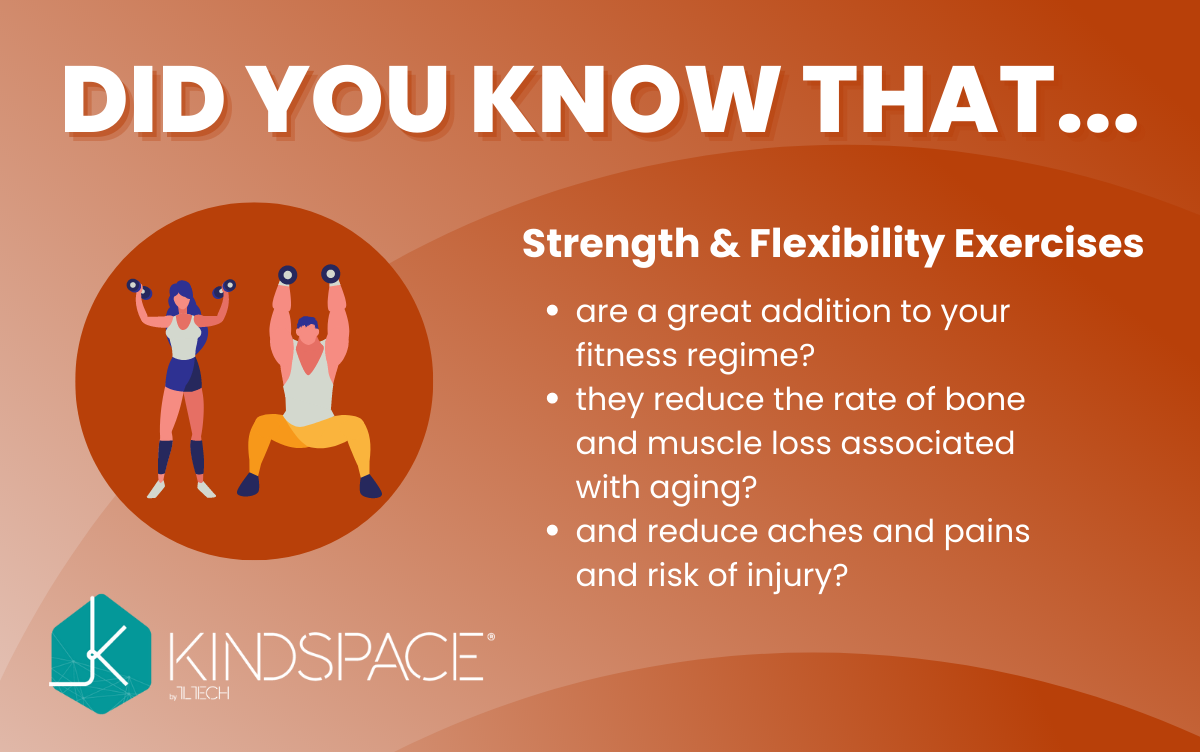 DID YOU KNOW THAT...
Strength & Flexibility Exercises
• are a great addition to your
fitness regime?
• they reduce the rate of bone
and muscle loss associated
with aging?
• and reduce aches and pains
and risk of injury?
KINDSPACE®
by TLTECH